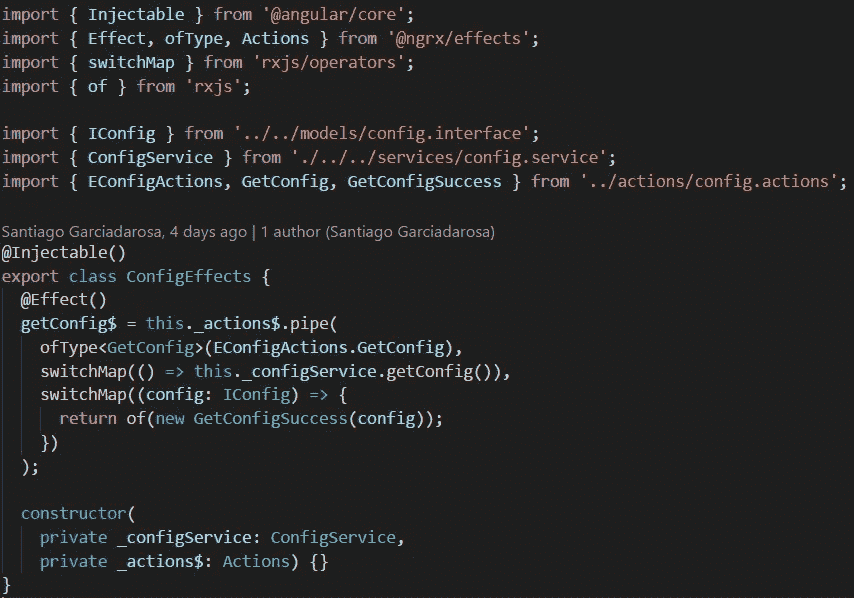 import { Injectable } from '@angular/core';
import { Effect, ofType, Actions } from '@ngrx/effects';
import { switchMap } from 'rxjs/operators';
import { of } from 'rxjs';

import { IConfig } from '../../models/config.interface';
import { ConfigService } from './../../services/config.service';
import { EConfigActions, GetConfig, GetConfigSuccess } from '../actions/config.actions';

Santiago Garciadarosa, 4 days ago | 1 author (Santiago Garciadarosa)
@Injectable()
export class ConfigEffects {
  @Effect()
  getConfig$ = this._actions$.pipe(
    ofType<GetConfig>(EConfigActions.GetConfig),
    switchMap(() => this._configService.getConfig()),
    switchMap((config: IConfig) => {
      return of(new GetConfigSuccess(config));
    })
  );

  constructor(
    private _configService: ConfigService,
    private _actions$: Actions) {}
}